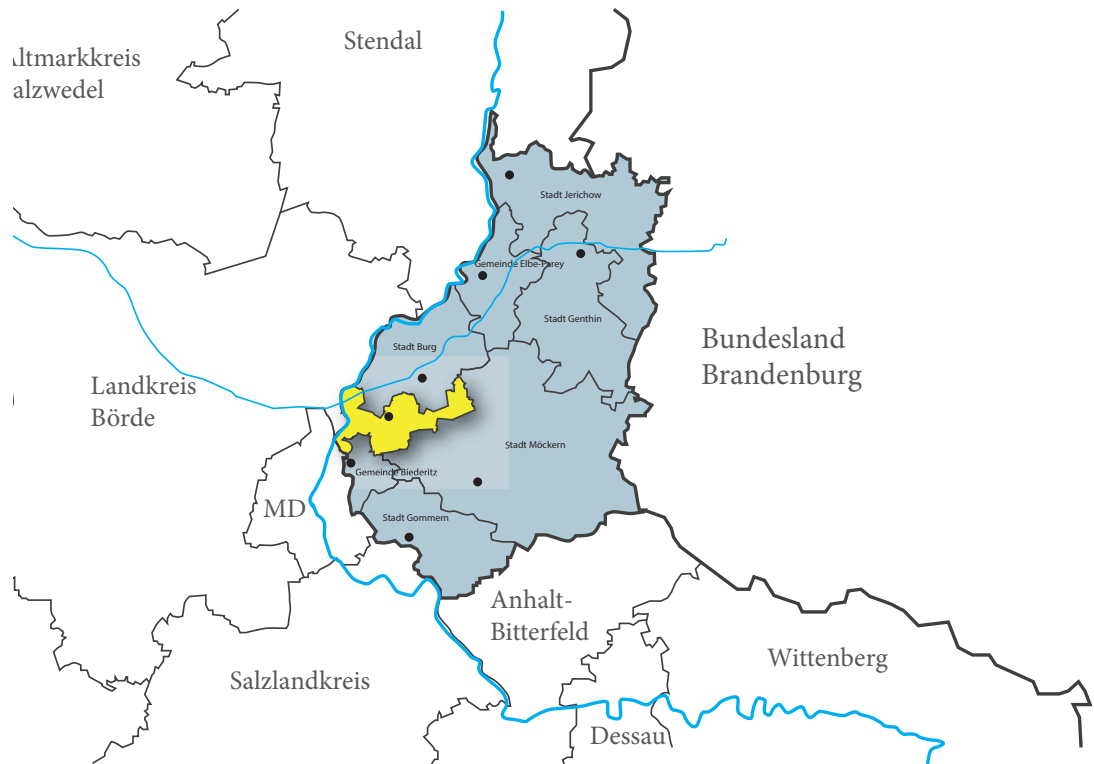 Stendal
ltmarkkreis
alzwedel
Stadt Jerichow
Gemeinde Elbe-Parey
Stadt Genthin
Stadt Burg
Bundesland
Brandenburg
Landkreis
Börde
Stadt Möckern
Gemeinde Biederitz
MD
Stadt Gommern
Anhalt-
Bitterfeld
Wittenberg
Salzlandkreis
Dessau